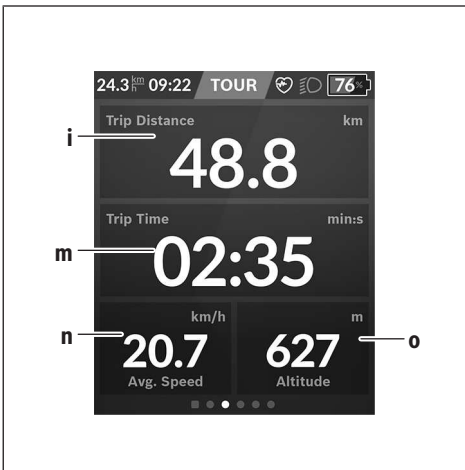 24.3 km/h 09:22 TOUR 76%
Trip Distance km
i
48.8
Trip Time min:s
m
02:35
km/h m
n 20.7 627 o
Avg. Speed Altitude